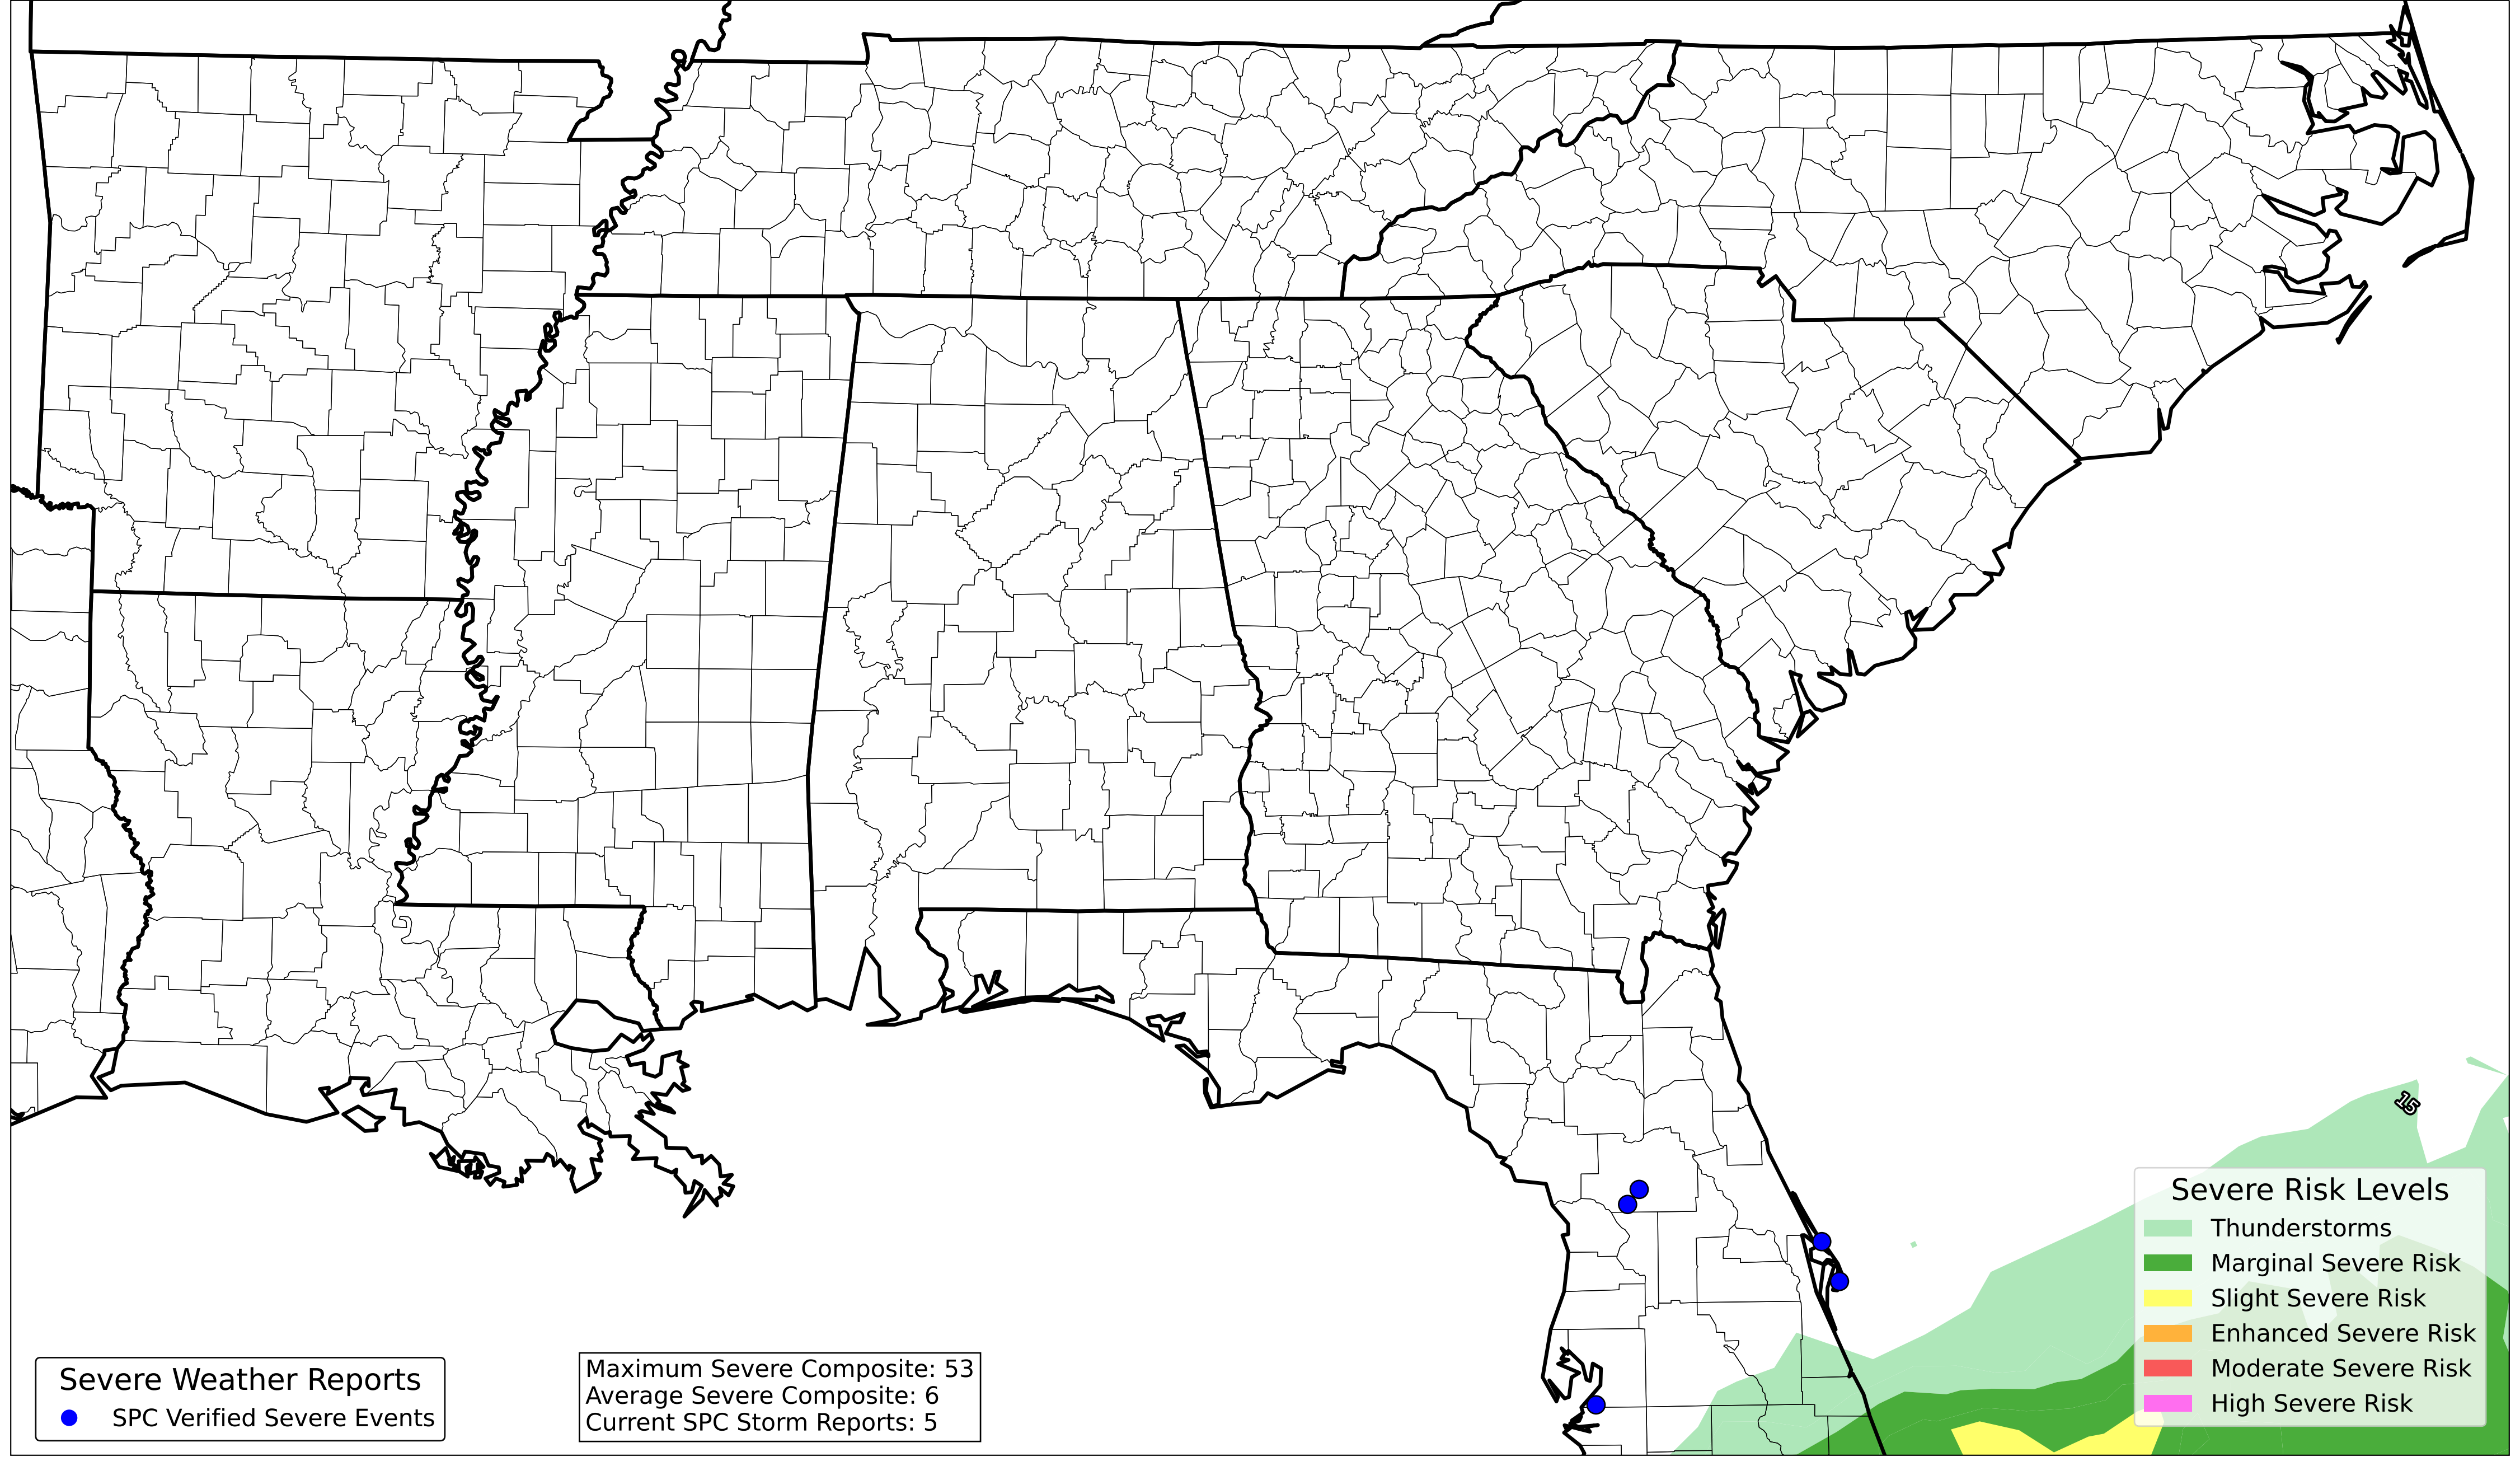 15
Severe Risk Levels
Thunderstorms
Marginal Severe Risk
Slight Severe Risk
Enhanced Severe Risk
Moderate Severe Risk
High Severe Risk
Severe Weather Reports
SPC Verified Severe Events
Maximum Severe Composite: 53
Average Severe Composite: 6
Current SPC Storm Reports: 5